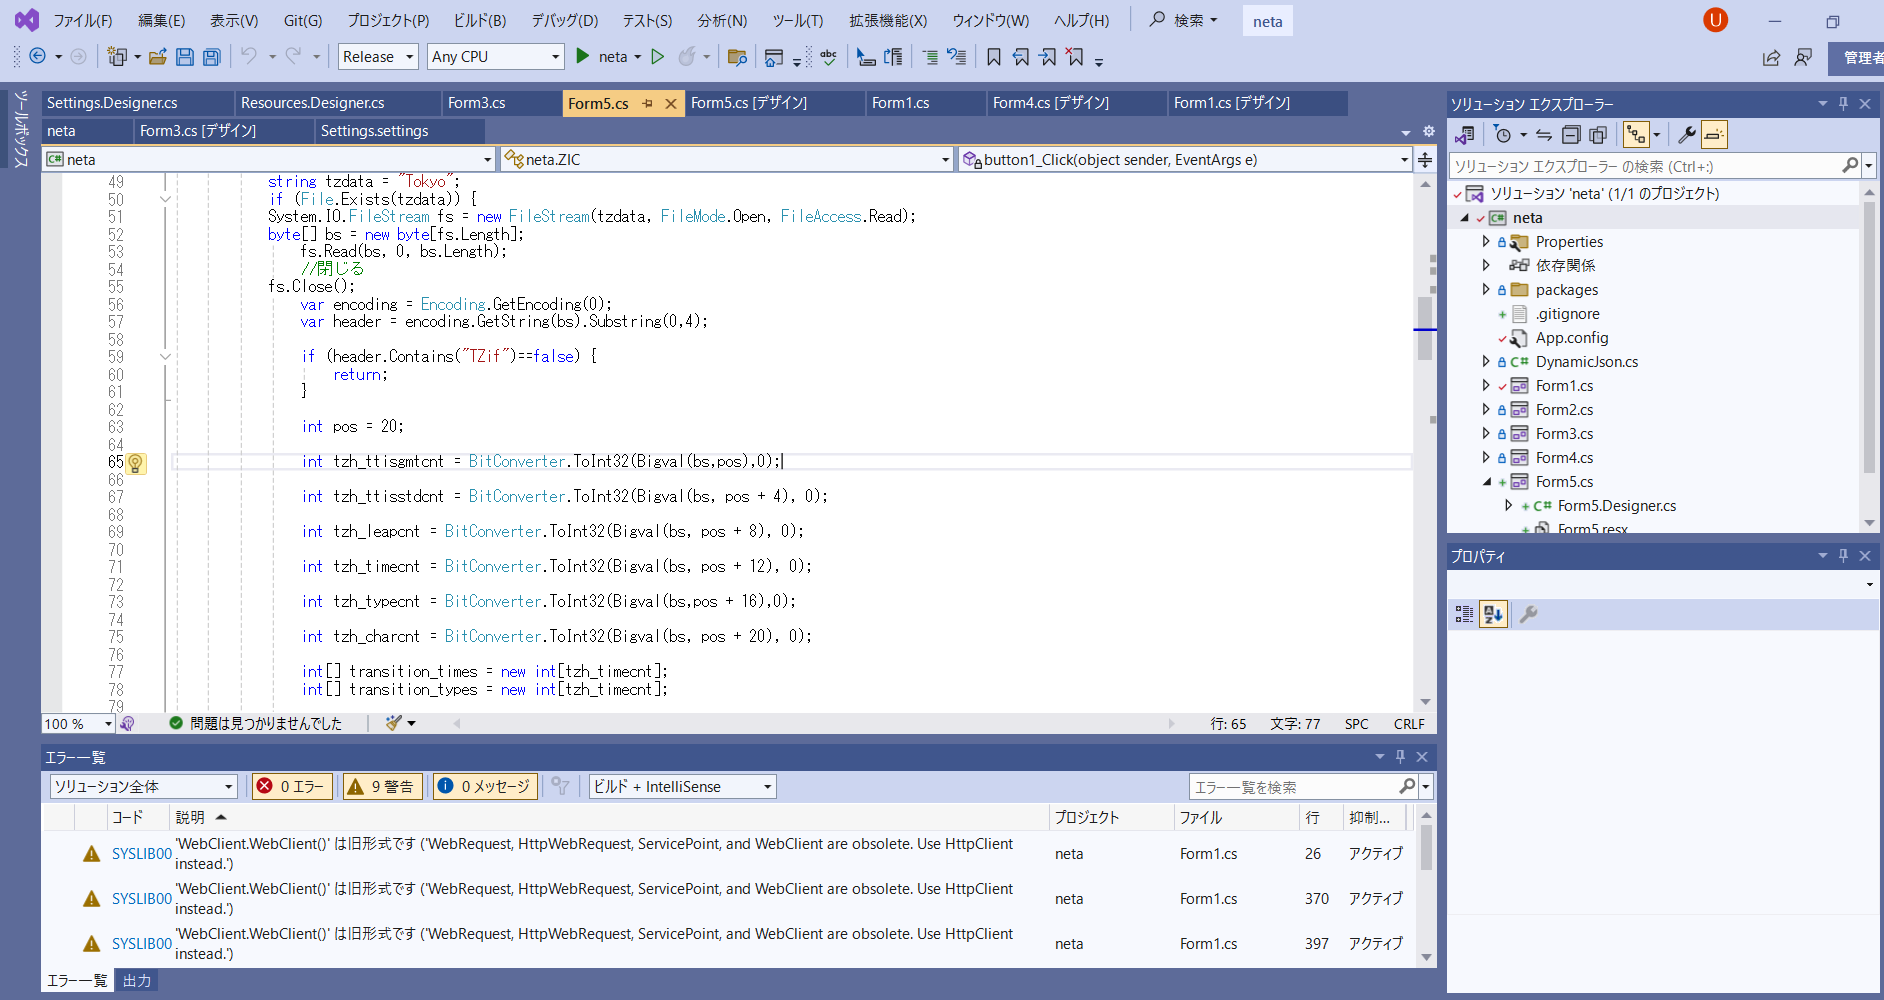 ファイル(F) 編集(E) 表示(V) Git(G) プロジェクト(P) ビルド(B) デバッグ(D) テスト(S) 分析(N) ツール(T) 拡張機能(X) ウィンドウ(W) ヘルプ(H) 検索 neta U
Release Any CPU neta abc 管理者
ツールボックス
Settings.Designer.cs Resources.Designer.cs Form3.cs Form5.cs Form5.cs [デザイン] Form1.cs Form4.cs [デザイン] Form1.cs [デザイン]
neta Form3.cs [デザイン] Settings.settings
neta neta.ZIC button1_Click(object sender, EventArgs e)
49 string tzdata = "Tokyo";
50 if (File.Exists(tzdata)) {
51 System.IO.FileStream fs = new FileStream(tzdata, FileMode.Open, FileAccess.Read);
52 byte[] bs = new byte[fs.Length];
53 fs.Read(bs, 0, bs.Length);
54 //閉じる
55 fs.Close();
56 var encoding = Encoding.GetEncoding(0);
57 var header = encoding.GetString(bs).Substring(0,4);
58
59 if (header.Contains("TZif")==false) {
60 return;
61 }
62
63 int pos = 20;
64
65 int tzh_ttisgmtcnt = BitConverter.ToInt32(Bigval(bs,pos),0);
66
67 int tzh_ttisstdcnt = BitConverter.ToInt32(Bigval(bs, pos + 4), 0);
68
69 int tzh_leapcnt = BitConverter.ToInt32(Bigval(bs, pos + 8), 0);
70
71 int tzh_timecnt = BitConverter.ToInt32(Bigval(bs, pos + 12), 0);
72
73 int tzh_typecnt = BitConverter.ToInt32(Bigval(bs,pos + 16),0);
74
75 int tzh_charcnt = BitConverter.ToInt32(Bigval(bs, pos + 20), 0);
76
77 int[] transition_times = new int[tzh_timecnt];
78 int[] transition_types = new int[tzh_timecnt];
79
100 % 問題は見つかりませんでした 行: 65 文字: 77 SPC CRLF
エラー一覧
ソリューション全体 0 エラー 9 警告 0 メッセージ ビルド + IntelliSense エラー一覧を検索
コード 説明 プロジェクト ファイル 行 抑制...
SYSLIB00 'WebClient.WebClient()' は旧形式です ('WebRequest, HttpWebRequest, ServicePoint, and WebClient are obsolete. Use HttpClient instead.') neta Form1.cs 26 アクティブ
SYSLIB00 'WebClient.WebClient()' は旧形式です ('WebRequest, HttpWebRequest, ServicePoint, and WebClient are obsolete. Use HttpClient instead.') neta Form1.cs 370 アクティブ
SYSLIB00 'WebClient.WebClient()' は旧形式です ('WebRequest, HttpWebRequest, ServicePoint, and WebClient are obsolete. Use HttpClient instead.') neta Form1.cs 397 アクティブ
エラー一覧 出力
ソリューション エクスプローラー
ソリューション エクスプローラー の検索 (Ctrl+:)
ソリューション 'neta' (1/1 のプロジェクト)
neta
Properties
依存関係
packages
.gitignore
App.config
DynamicJson.cs
Form1.cs
Form2.cs
Form3.cs
Form4.cs
Form5.cs
Form5.Designer.cs
Form5.resx
プロパティ